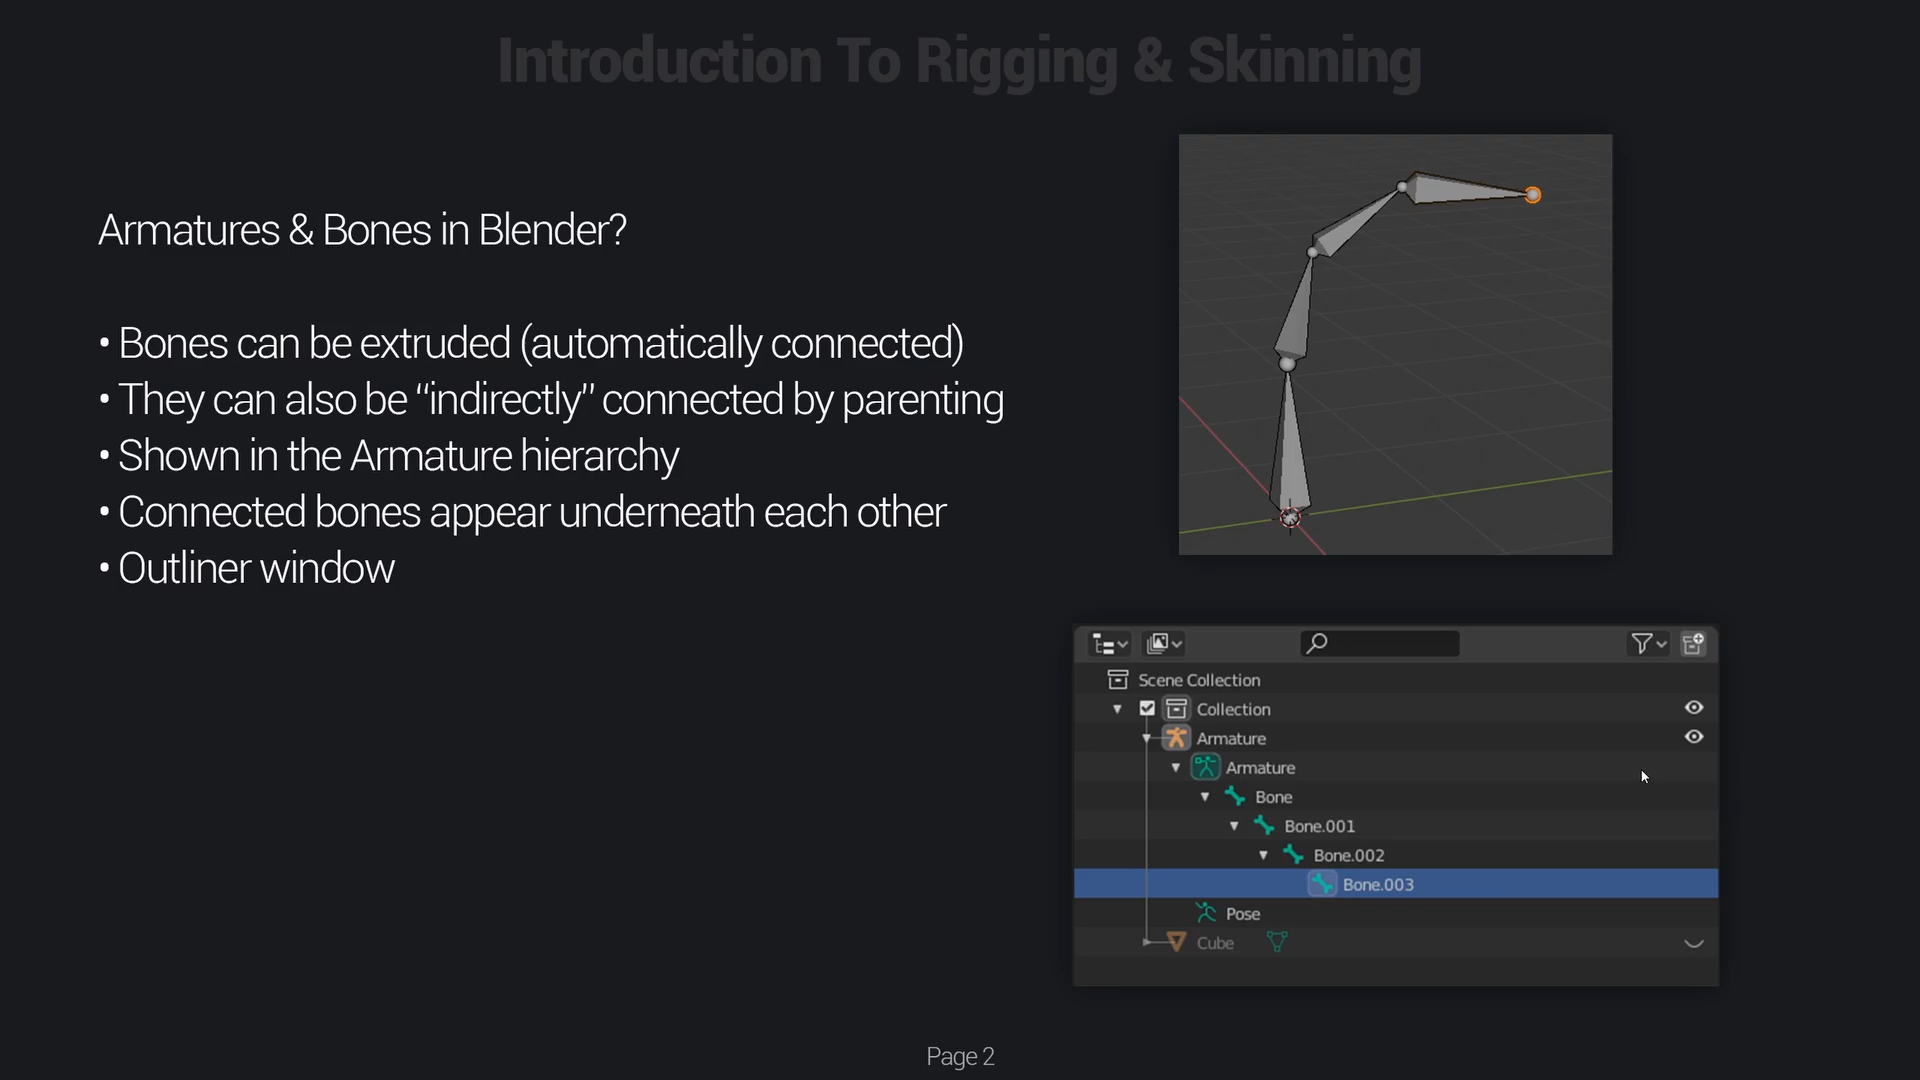 Introduction To Rigging & Skinning
Armatures & Bones in Blender?
• Bones can be extruded (automatically connected)
• They can also be “indirectly” connected by parenting
• Shown in the Armature hierarchy
• Connected bones appear underneath each other
• Outliner window
Scene Collection
Collection
Armature
Armature
Bone
Bone.001
Bone.002
Bone.003
Pose
Cube
Page 2